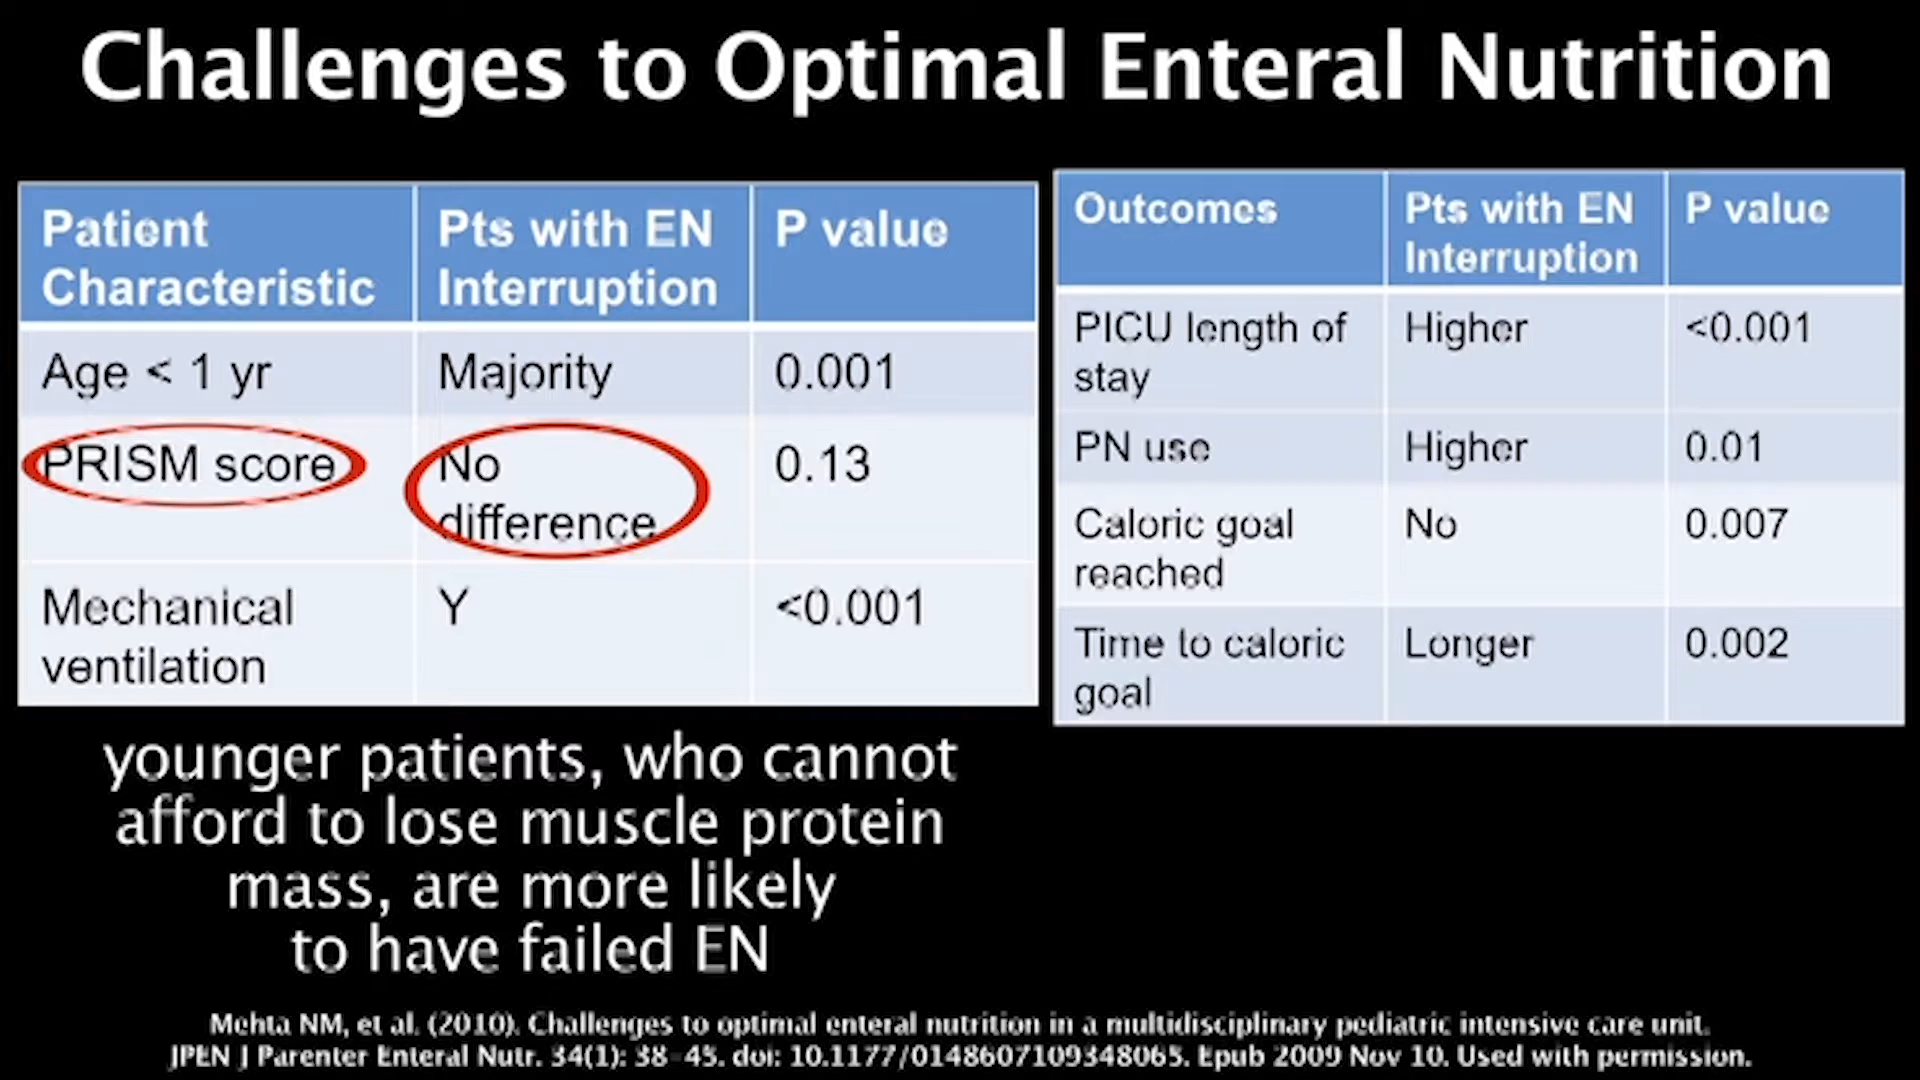 Challenges to Optimal Enteral Nutrition
Patient Characteristic | Pts with EN Interruption | P value
Age < 1 yr | Majority | 0.001
PRISM score | No difference | 0.13
Mechanical ventilation | Y | <0.001
Outcomes | Pts with EN Interruption | P value
PICU length of stay | Higher | <0.001
PN use | Higher | 0.01
Caloric goal reached | No | 0.007
Time to caloric goal | Longer | 0.002
younger patients, who cannot
afford to lose muscle protein
mass, are more likely
to have failed EN
Mehta NM, et al. (2010). Challenges to optimal enteral nutrition in a multidisciplinary pediatric intensive care unit.
JPEN J Parenter Enteral Nutr. 34(1): 38-45. doi: 10.1177/0148607109348065. Epub 2009 Nov 10. Used with permission.